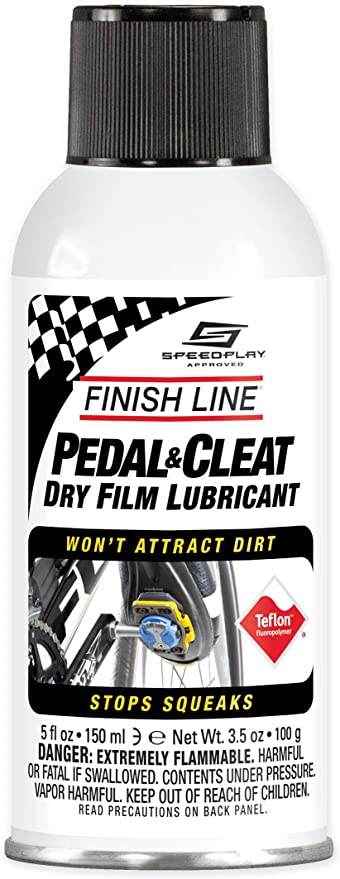 SPEEDPLAY
APPROVED
FINISH LINE®
PEDAL&CLEAT
DRY FILM LUBRICANT
WON'T ATTRACT DIRT
Teflon™
fluoropolymer
STOPS SQUEAKS
5 fl oz • 150 ml ℮ Net Wt. 3.5 oz • 100 g
DANGER: EXTREMELY FLAMMABLE. HARMFUL
OR FATAL IF SWALLOWED. CONTENTS UNDER PRESSURE.
VAPOR HARMFUL. KEEP OUT OF REACH OF CHILDREN.
READ PRECAUTIONS ON BACK PANEL.